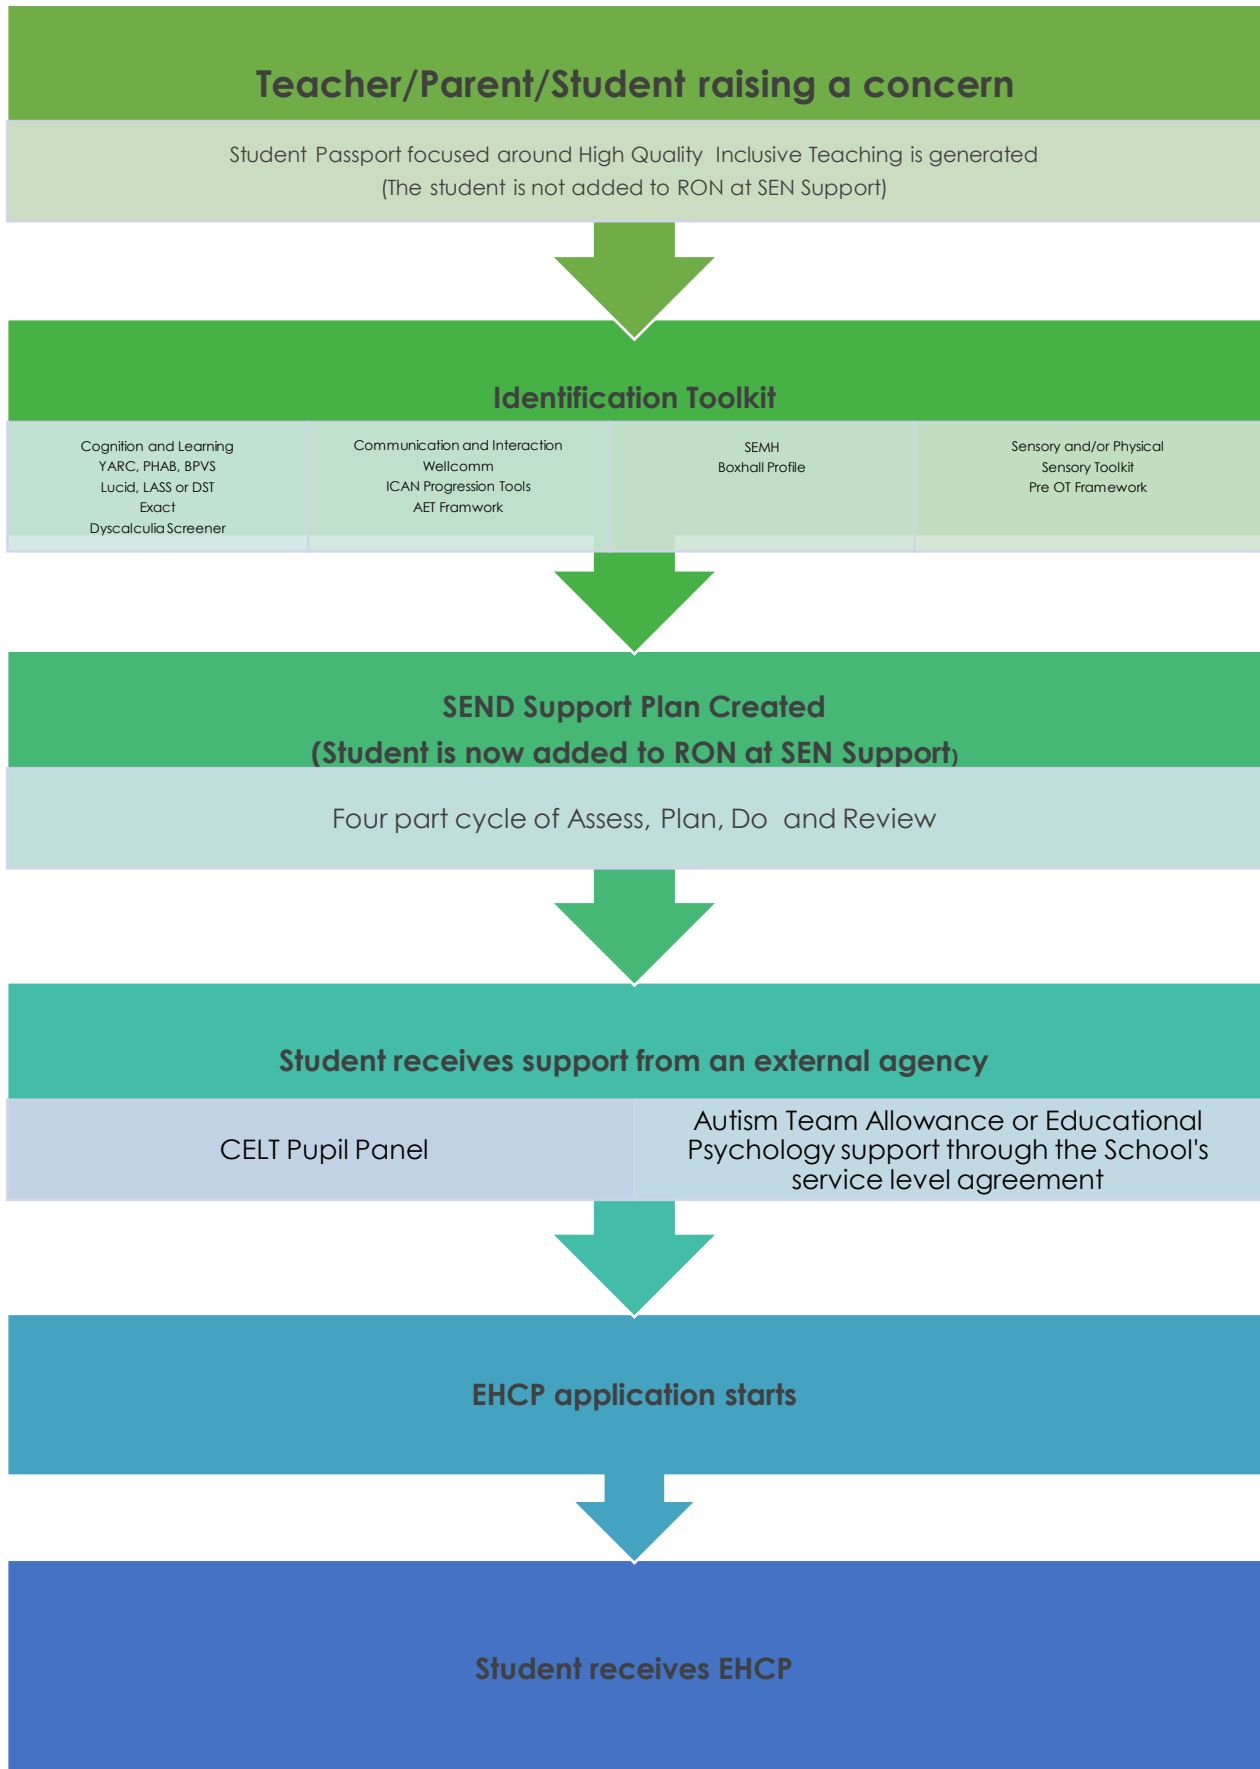 Teacher/Parent/Student raising a concern
Student Passport focused around High Quality Inclusive Teaching is generated
(The student is not added to RON at SEN Support)
Identification Toolkit
Cognition and Learning
YARC, PHAB, BPVS
Lucid, LASS or DST
Exact
Dyscalculia Screener
Communication and Interaction
Wellcomm
ICAN Progression Tools
AET Framwork
SEMH
Boxhall Profile
Sensory and/or Physical
Sensory Toolkit
Pre OT Framework
SEND Support Plan Created
(Student is now added to RON at SEN Support)
Four part cycle of Assess, Plan, Do and Review
Student receives support from an external agency
CELT Pupil Panel
Autism Team Allowance or Educational
Psychology support through the School's
service level agreement
EHCP application starts
Student receives EHCP